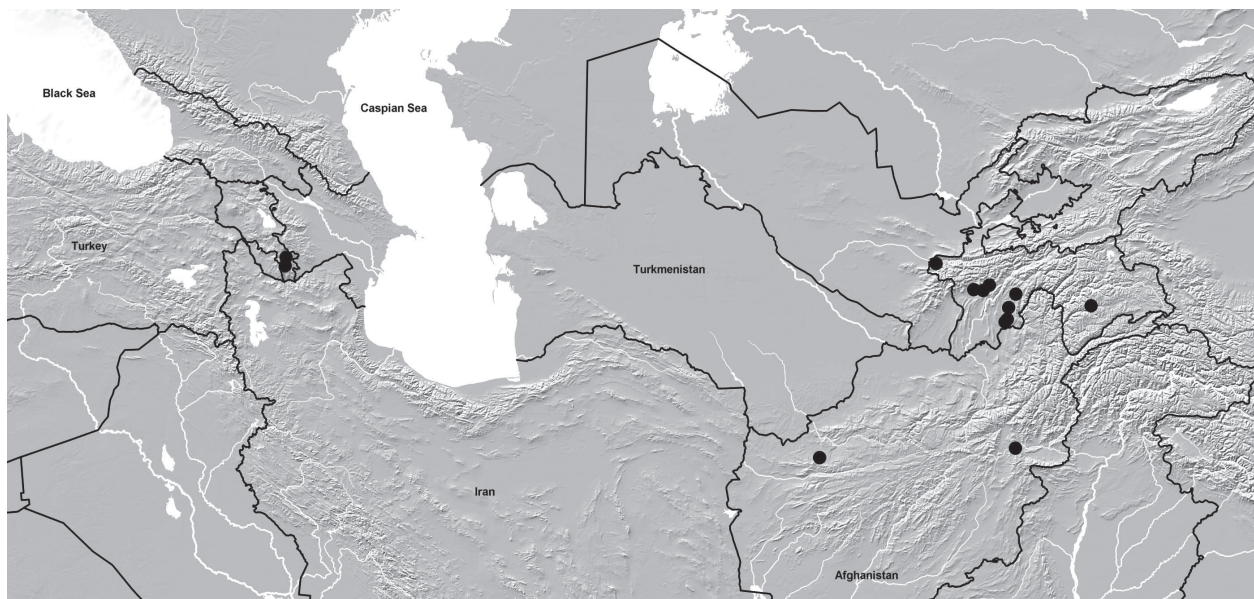 Black Sea
Caspian Sea
Turkey
Turkmenistan
Iran
Afghanistan